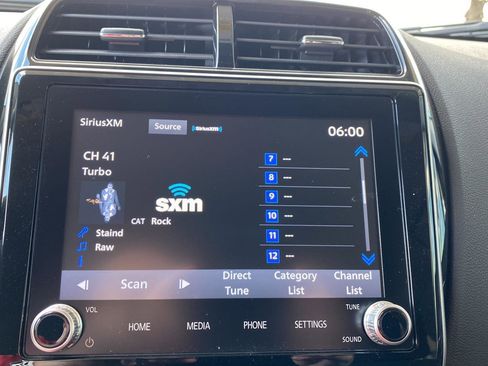 SiriusXM Source SiriusXM 06:00
CH 41
Turbo
sxm
CAT Rock
Staind
Raw
7 ---
8 ---
9 ---
10 ---
11 ---
12 ---
Scan Direct Tune Category List Channel List
VOL HOME MEDIA PHONE SETTINGS TUNE
SOUND